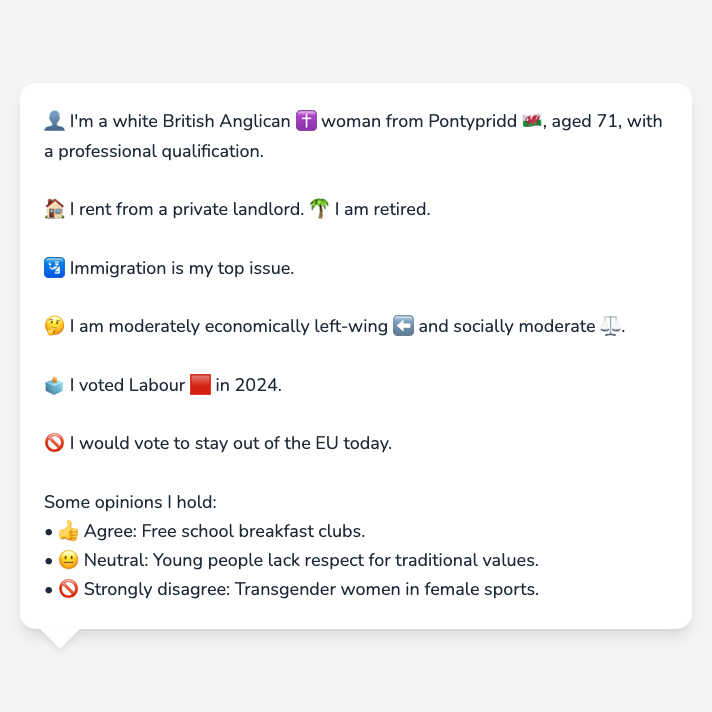 👤 I'm a white British Anglican ✝️ woman from Pontypridd 🏴󠁧󠁢󠁷󠁬󠁳󠁿, aged 71, with
a professional qualification.
🏠 I rent from a private landlord. 🌴 I am retired.
🛂 Immigration is my top issue.
🤔 I am moderately economically left-wing ⬅️ and socially moderate ⚖️.
🗳️ I voted Labour 🟥 in 2024.
🚫 I would vote to stay out of the EU today.
Some opinions I hold:
• 👍 Agree: Free school breakfast clubs.
• 😐 Neutral: Young people lack respect for traditional values.
• 🚫 Strongly disagree: Transgender women in female sports.